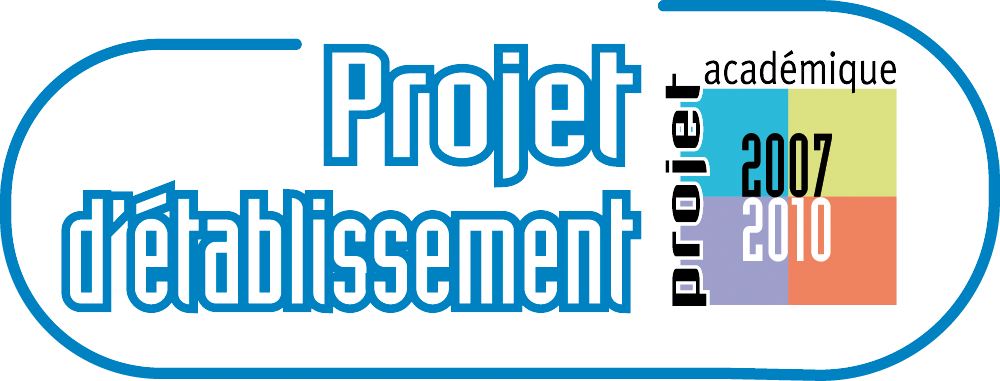 Projet
d'établissement
projet
académique
2007
2010